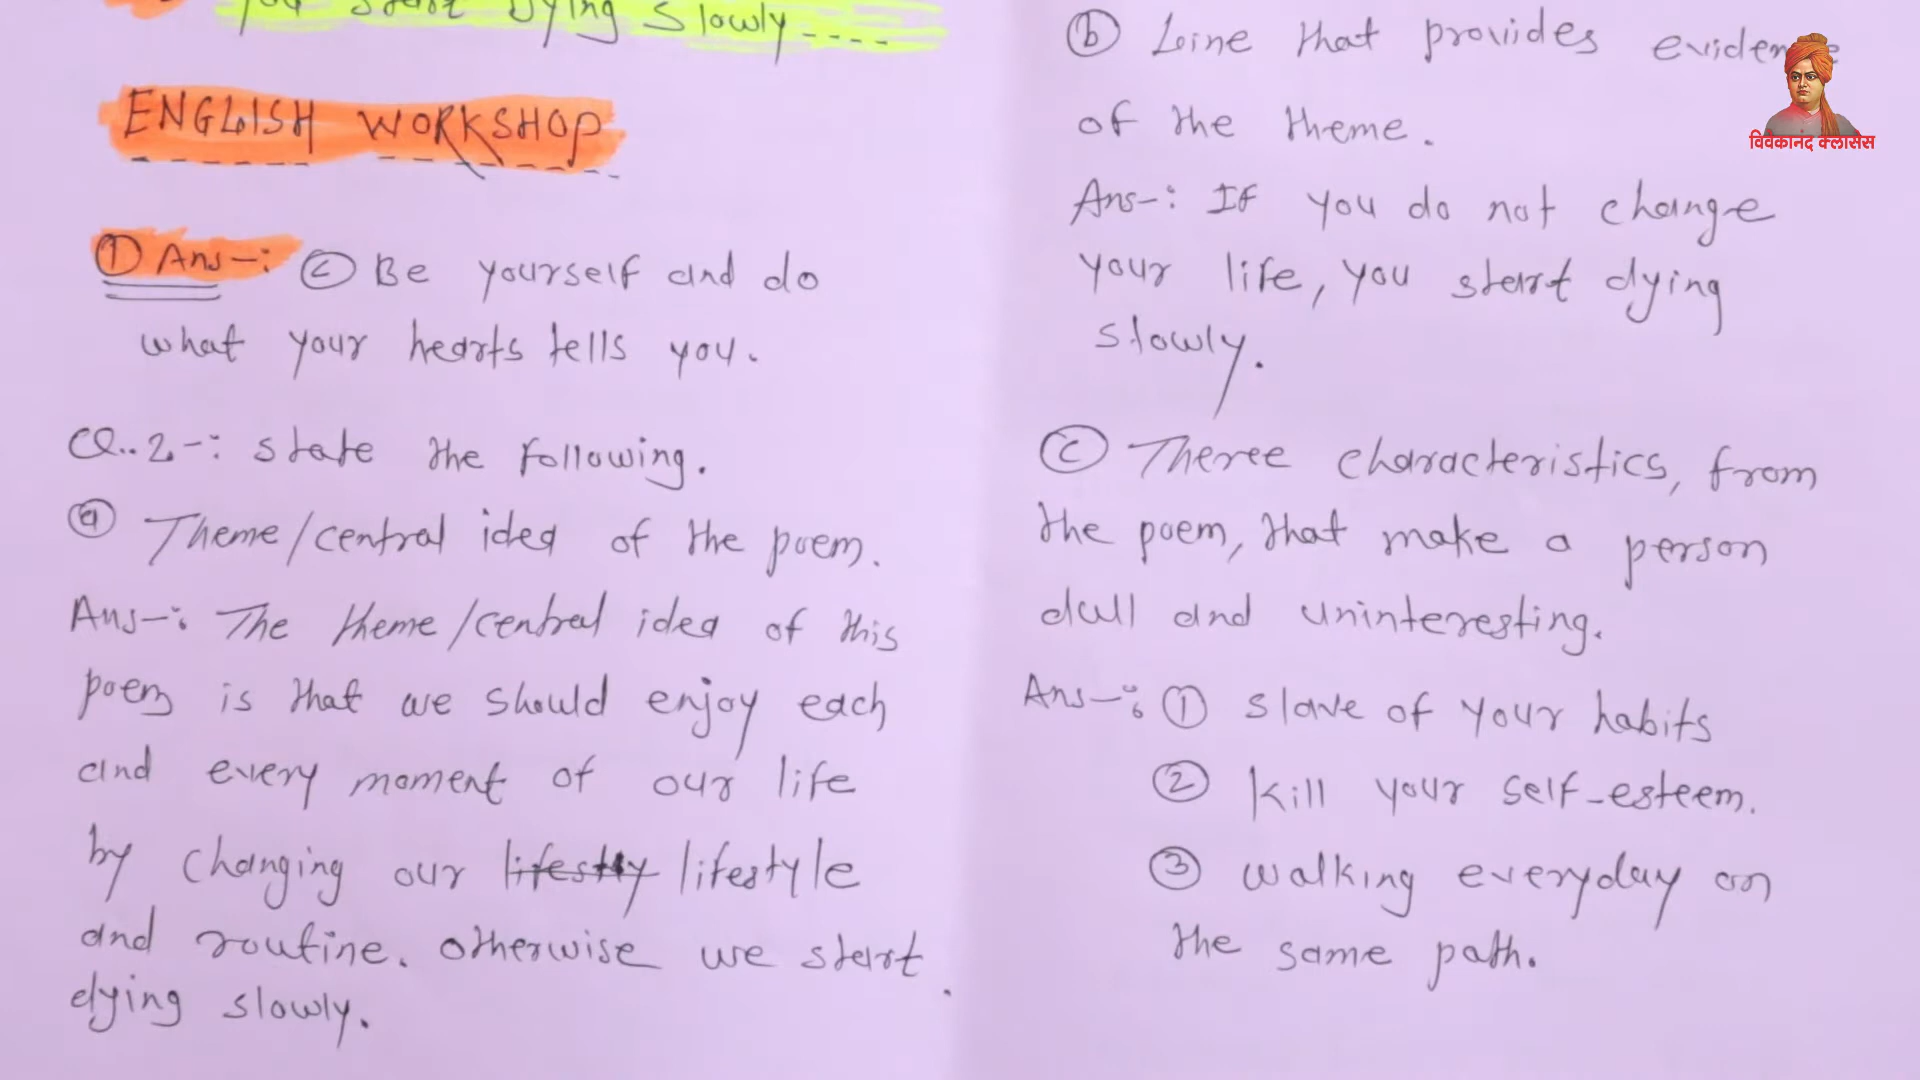 you start dying slowly----
ENGLISH WORKSHOP
① Ans-: ⓒ Be yourself and do
what your hearts tells you.
Q..2-: state the following.
ⓐ Theme/central idea of the poem.
Ans-: The theme/central idea of this
poem is that we should enjoy each
and every moment of our life
by changing our lifestly lifestyle
and routine. otherwise we start
dying slowly.
ⓑ Line that provides evidence
of the theme.
Ans-: If you do not change
your life, you start dying
slowly.
ⓒ Theree characteristics, from
the poem, that make a person
dull and uninteresting.
Ans-: ① slave of your habits
② kill your self-esteem.
③ walking everyday on
the same path.
विवेकानंद क्लासेस